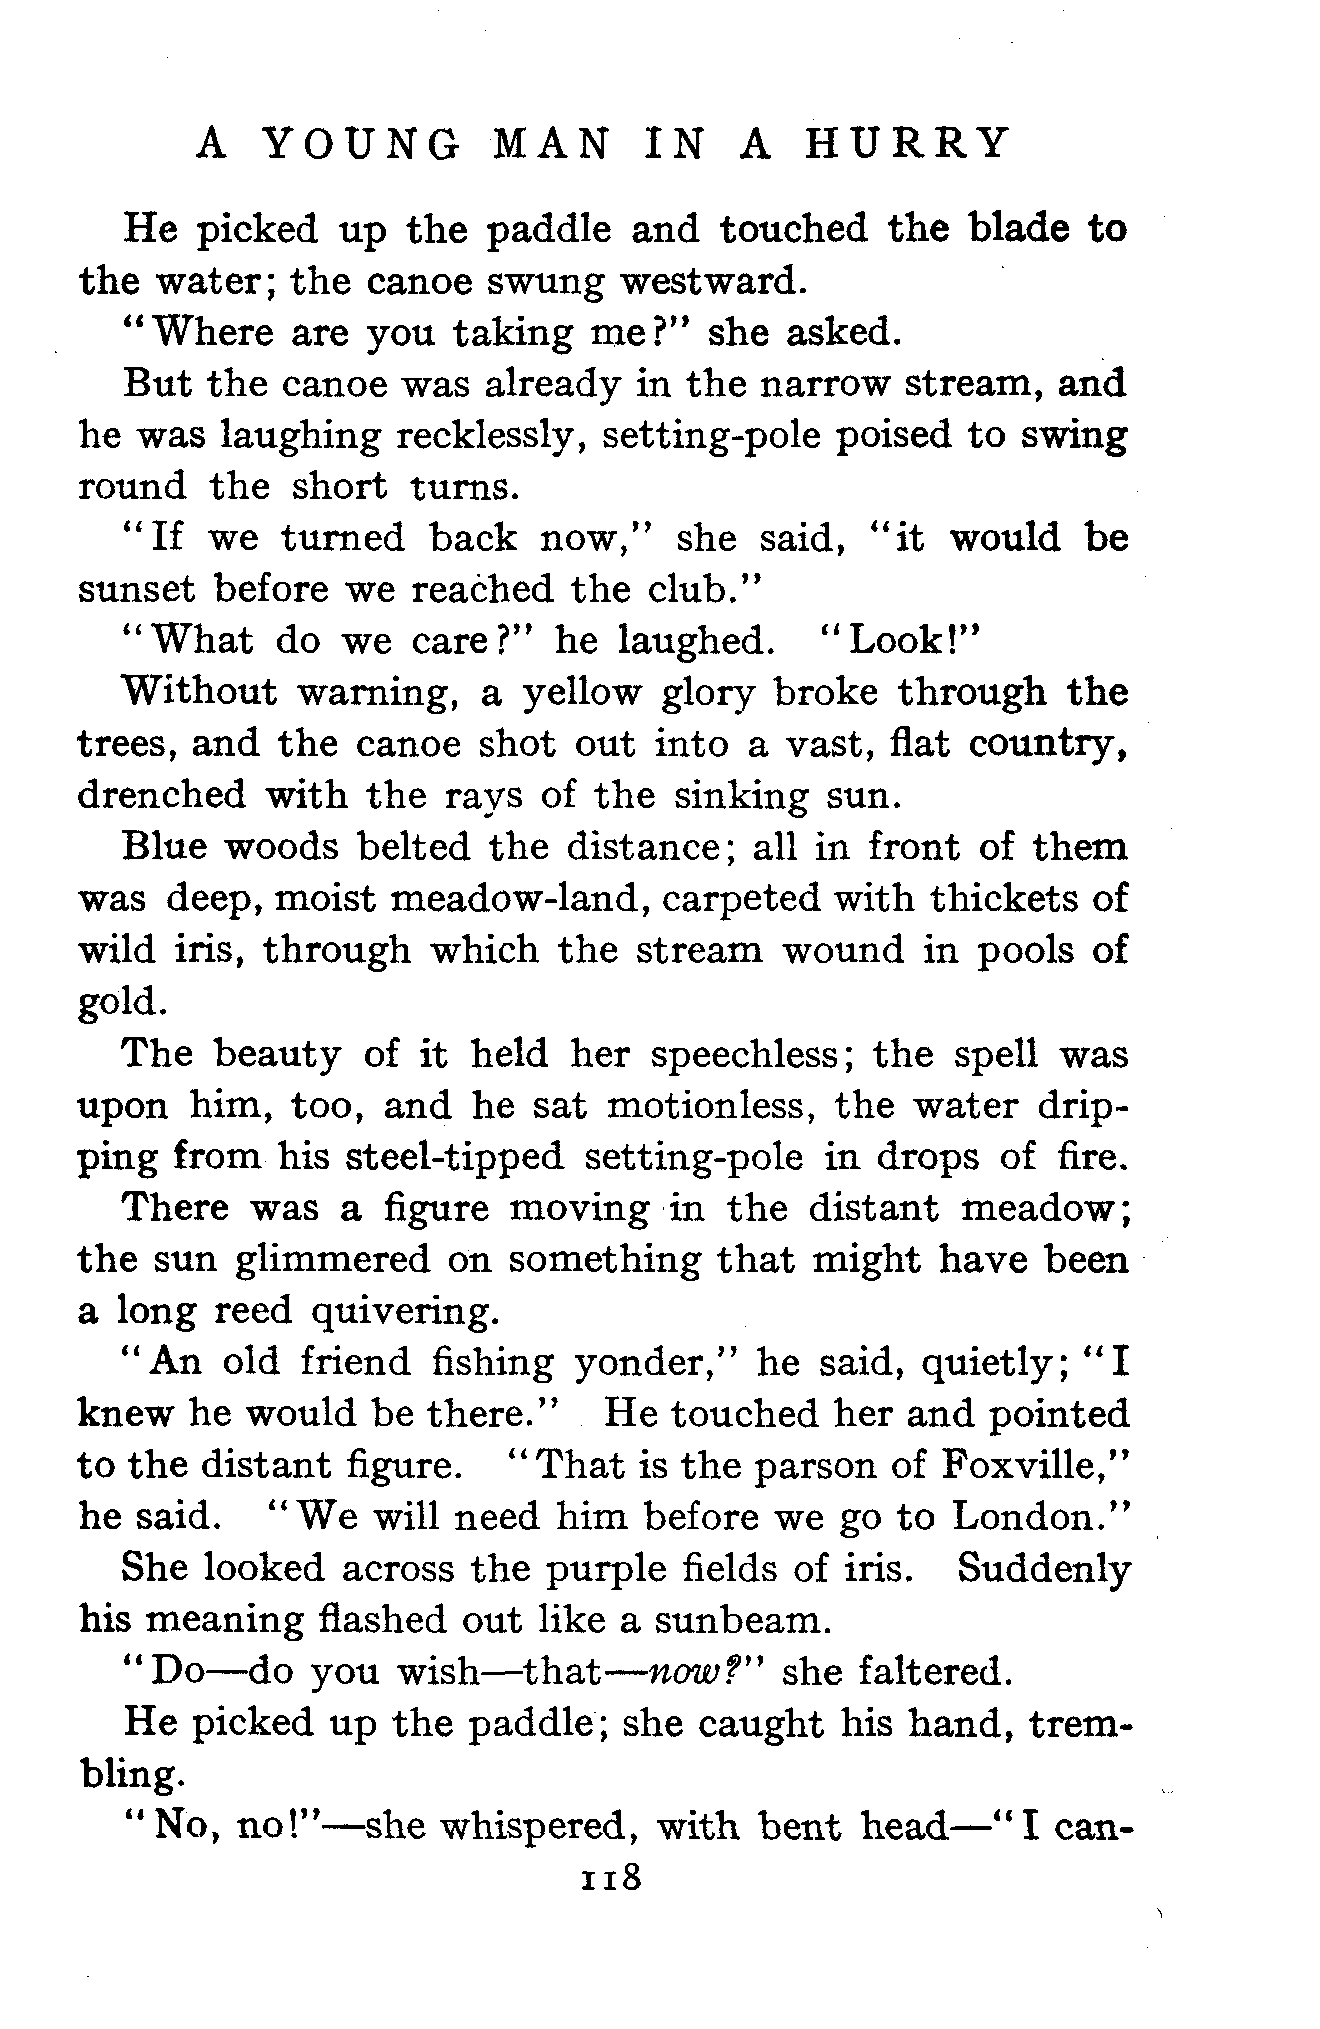 A YOUNG MAN IN A HURRY
He picked up the paddle and touched the blade to
the water; the canoe swung westward.
"Where are you taking me?" she asked.
But the canoe was already in the narrow stream, and
he was laughing recklessly, setting-pole poised to swing
round the short turns.
"If we turned back now," she said, "it would be
sunset before we reached the club."
"What do we care?" he laughed. "Look!"
Without warning, a yellow glory broke through the
trees, and the canoe shot out into a vast, flat country,
drenched with the rays of the sinking sun.
Blue woods belted the distance; all in front of them
was deep, moist meadow-land, carpeted with thickets of
wild iris, through which the stream wound in pools of
gold.
The beauty of it held her speechless; the spell was
upon him, too, and he sat motionless, the water drip-
ping from his steel-tipped setting-pole in drops of fire.
There was a figure moving in the distant meadow;
the sun glimmered on something that might have been
a long reed quivering.
"An old friend fishing yonder," he said, quietly; "I
knew he would be there." He touched her and pointed
to the distant figure. "That is the parson of Foxville,"
he said. "We will need him before we go to London."
She looked across the purple fields of iris. Suddenly
his meaning flashed out like a sunbeam.
"Do—do you wish—that—now?" she faltered.
He picked up the paddle; she caught his hand, trem-
bling.
"No, no!"—she whispered, with bent head—"I can-
118